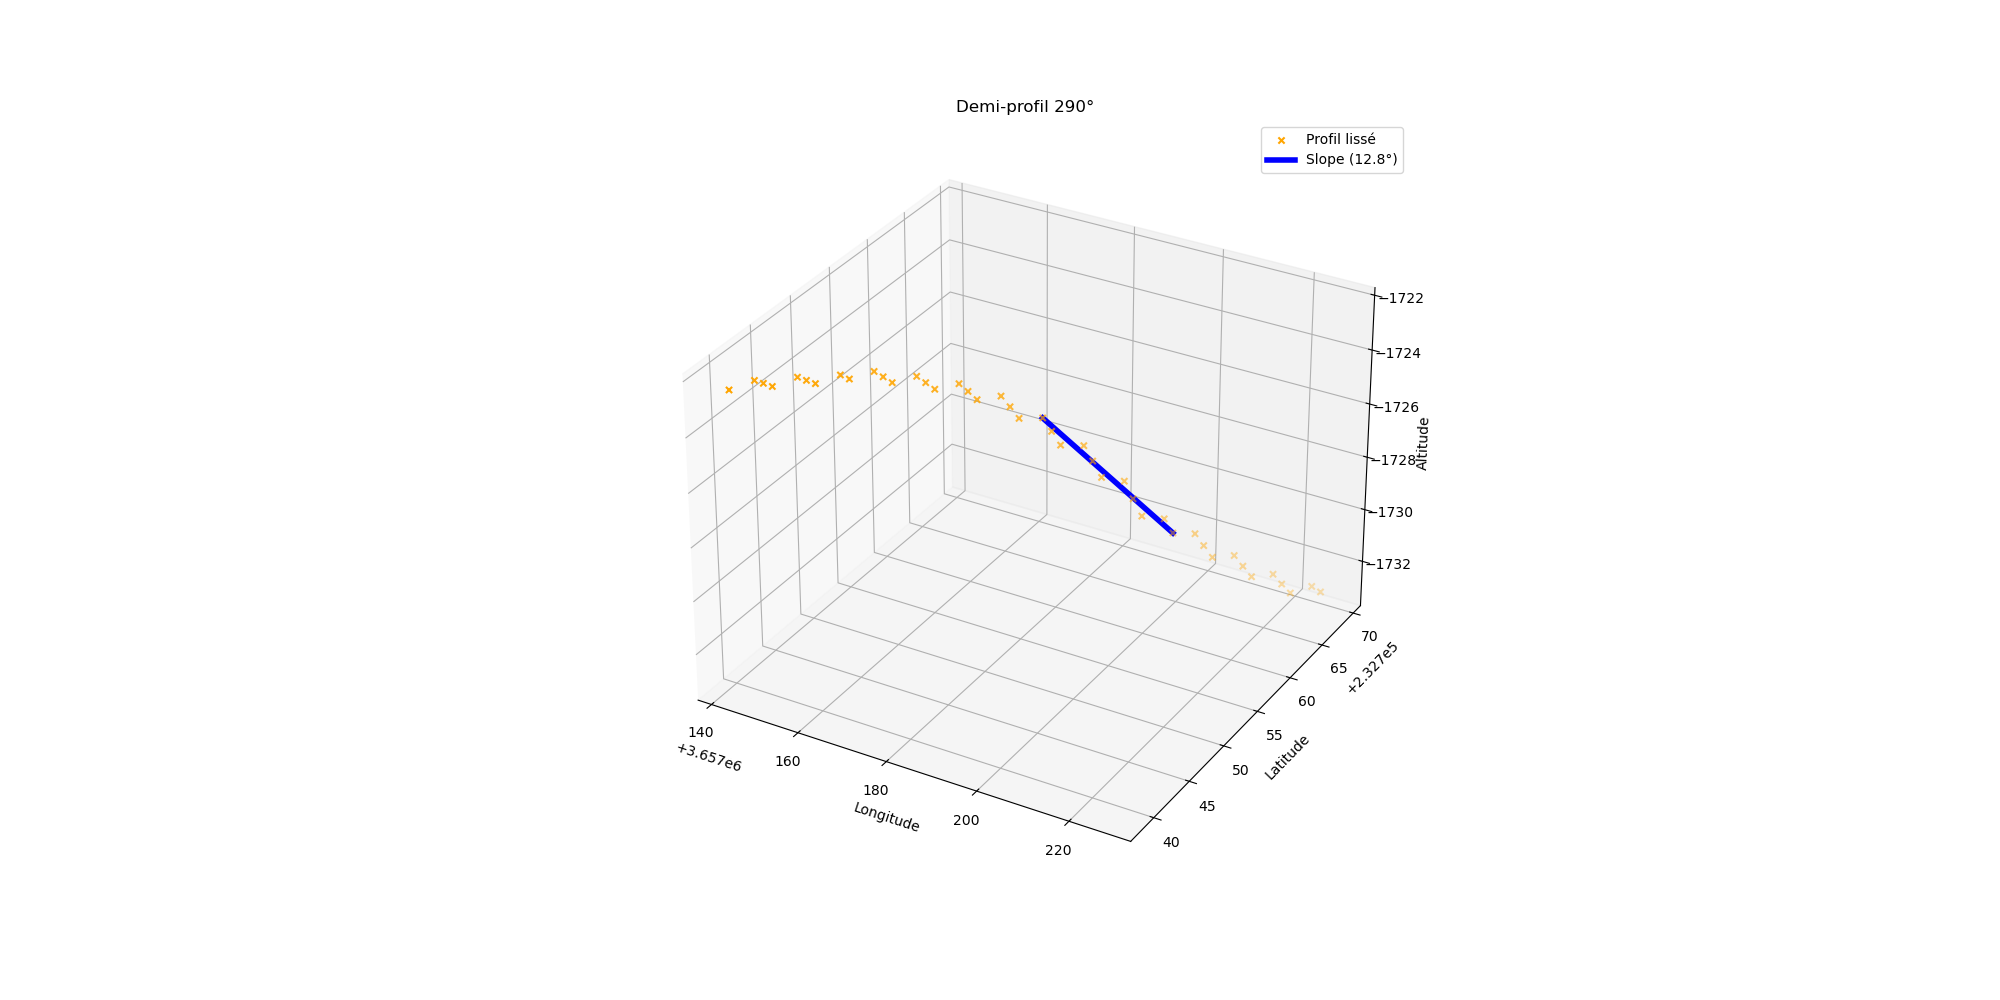 Demi-profil 290°
Profil lissé
Slope (12.8°)
−1722
−1724
−1726
−1728
−1730
−1732
Altitude
70
65
60
55
50
45
40
+2.327e5
Latitude
140
160
180
200
220
+3.657e6
Longitude